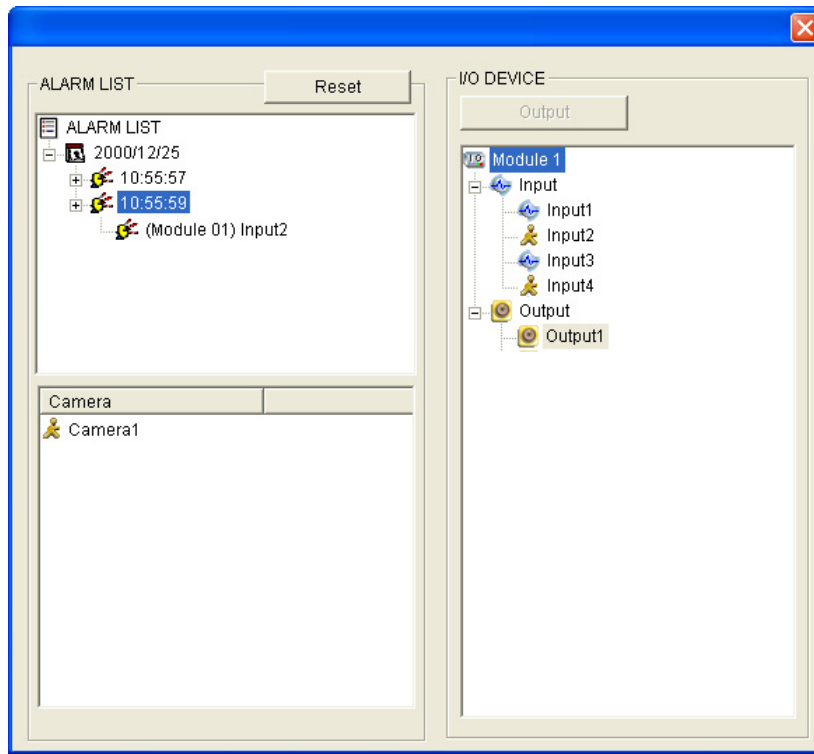 ALARM LIST
Reset
ALARM LIST
2000/12/25
10:55:57
10:55:59
(Module 01) Input2
Camera
Camera1
I/O DEVICE
Output
Module 1
Input
Input1
Input2
Input3
Input4
Output
Output1